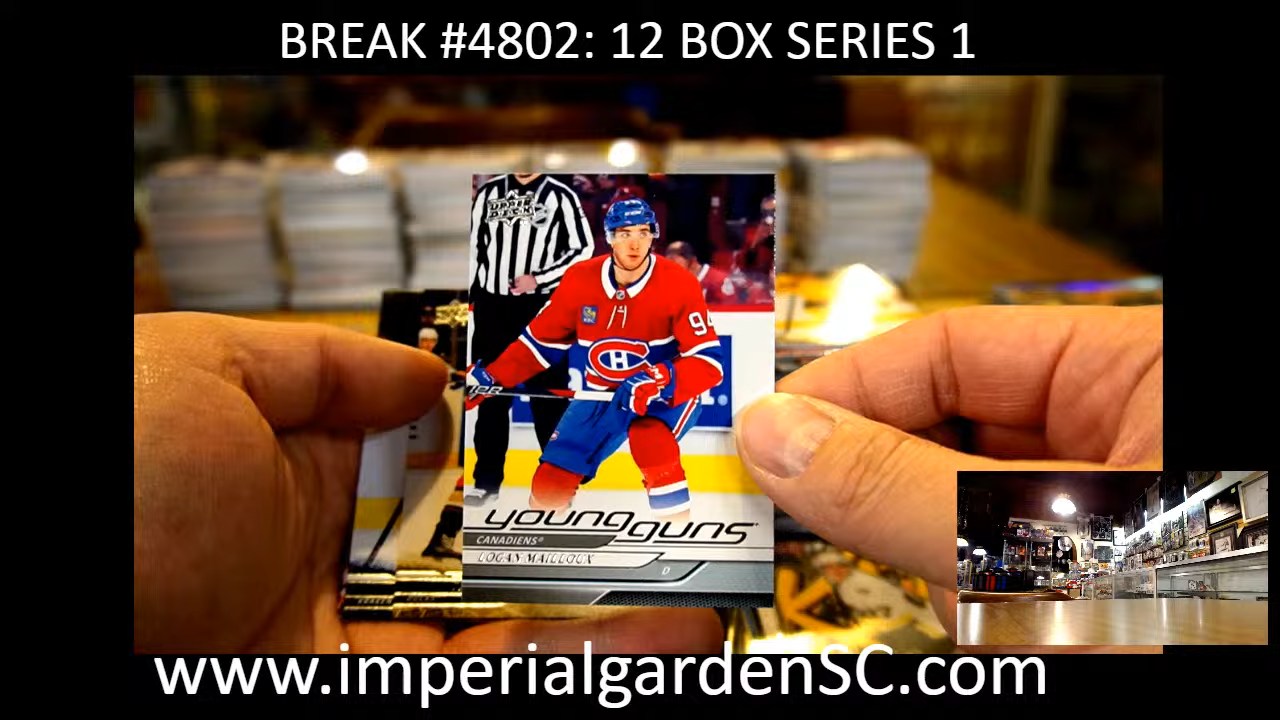 BREAK #4802: 12 BOX SERIES 1
UPPER DECK
94
young guns
CANADIENS
LOGAN MAILLOUX
D
www.imperialgardenSC.com